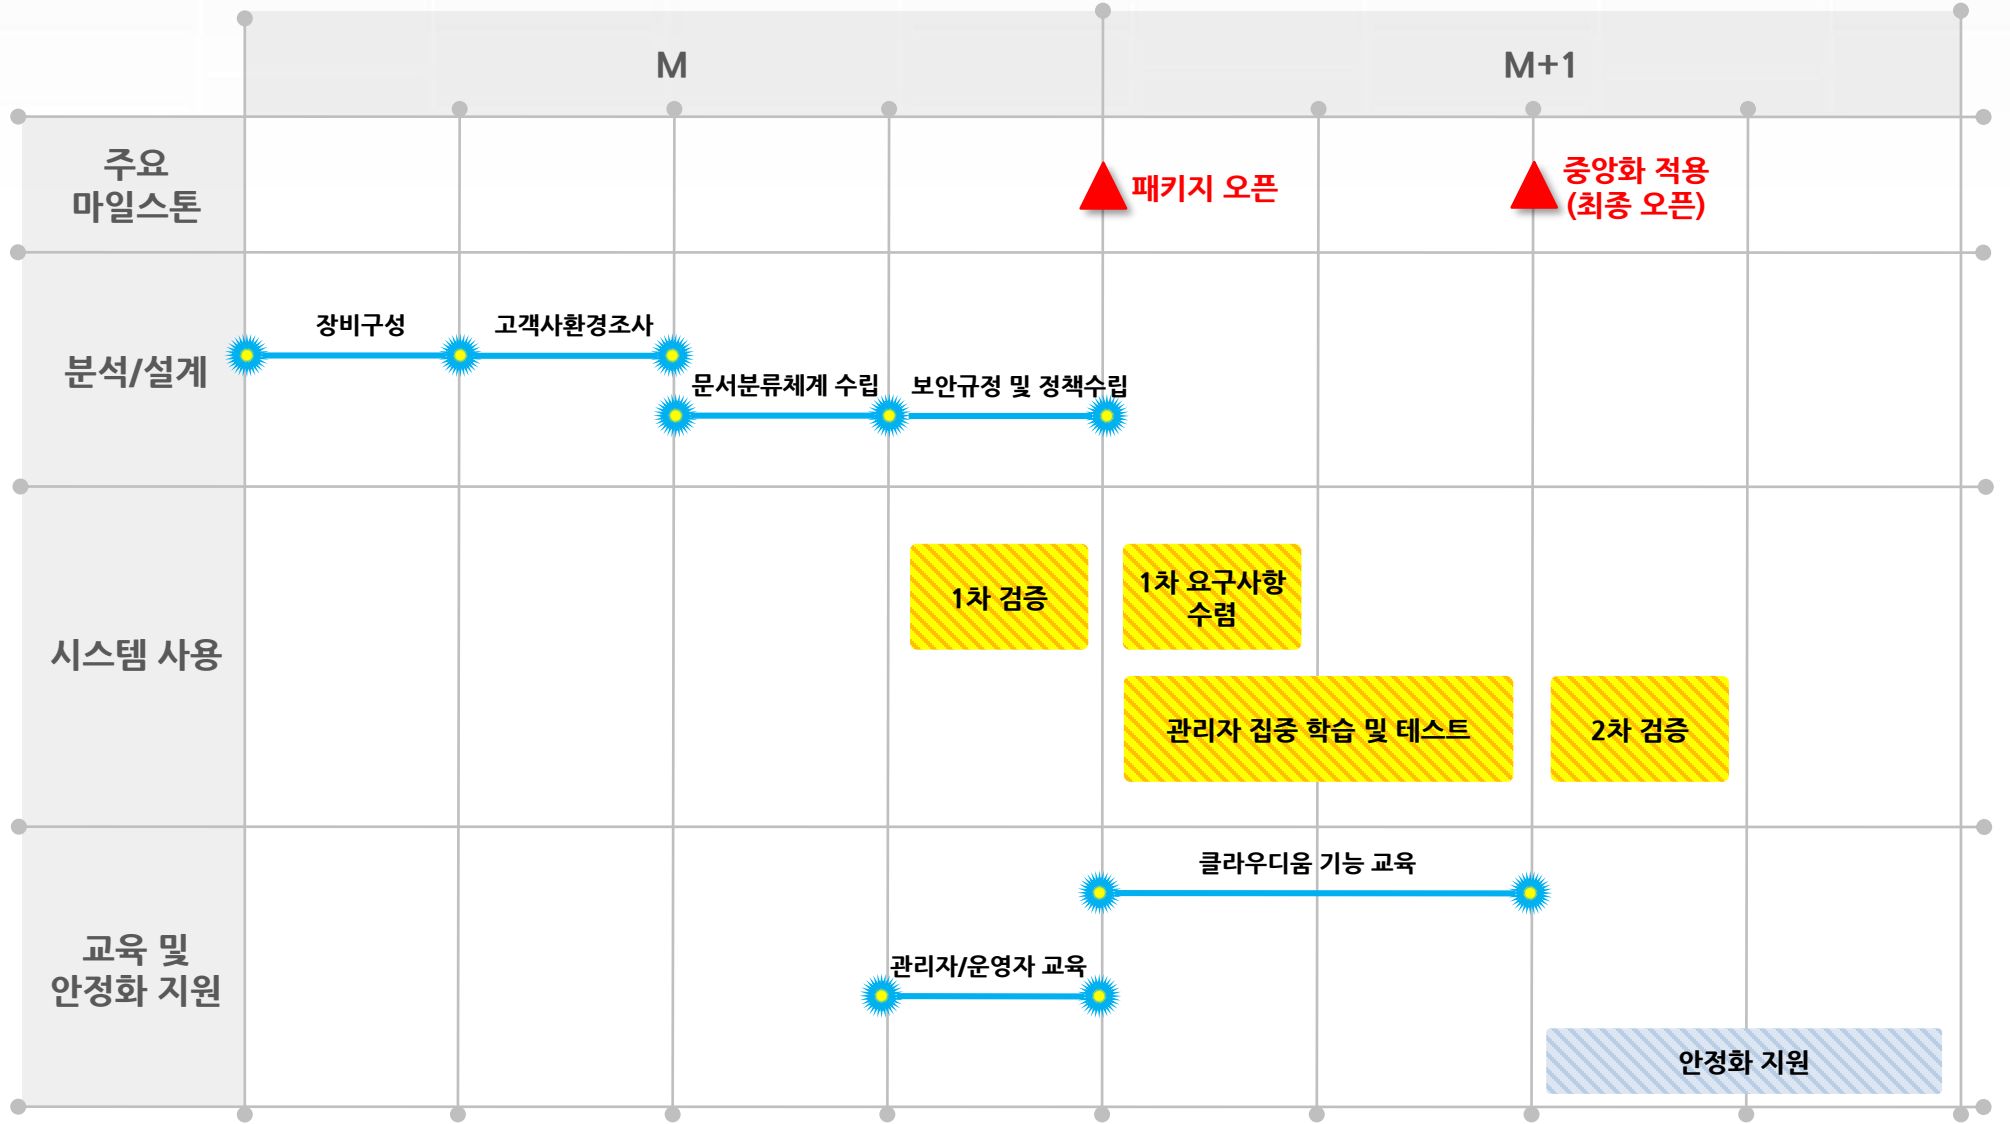 M
M+1
주요
마일스톤
패키지 오픈
중앙화 적용
(최종 오픈)
분석/설계
장비구성
고객사환경조사
문서분류체계 수립
보안규정 및 정책수립
시스템 사용
1차 검증
1차 요구사항
수렴
관리자 집중 학습 및 테스트
2차 검증
교육 및
안정화 지원
클라우디움 기능 교육
관리자/운영자 교육
안정화 지원